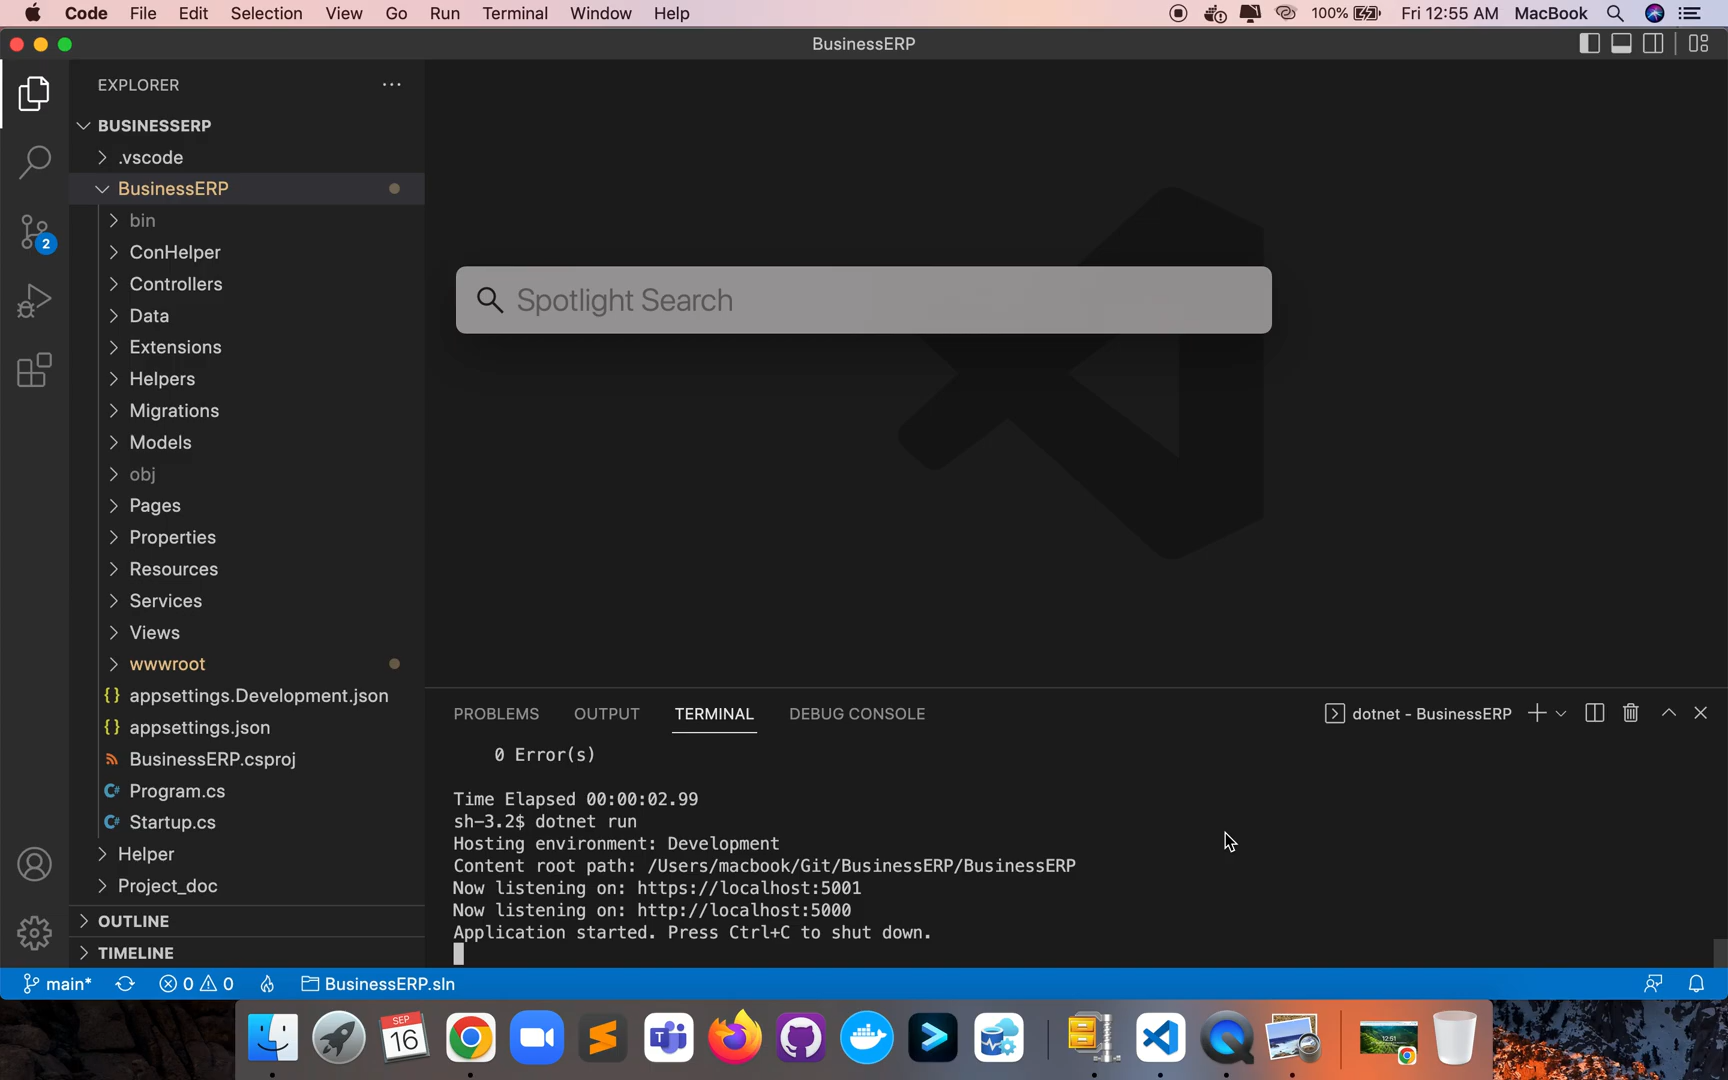 Code File Edit Selection View Go Run Terminal Window Help 100% Fri 12:55 AM MacBook
BusinessERP
EXPLORER
BUSINESSERP
.vscode
BusinessERP
bin
ConHelper
Controllers
Data
Extensions
Helpers
Migrations
Models
obj
Pages
Properties
Resources
Services
Views
wwwroot
{} appsettings.Development.json
{} appsettings.json
BusinessERP.csproj
C# Program.cs
C# Startup.cs
Helper
Project_doc
OUTLINE
TIMELINE
2
Spotlight Search
PROBLEMS OUTPUT TERMINAL DEBUG CONSOLE dotnet - BusinessERP
0 Error(s)
Time Elapsed 00:00:02.99
sh-3.2$ dotnet run
Hosting environment: Development
Content root path: /Users/macbook/Git/BusinessERP/BusinessERP
Now listening on: https://localhost:5001
Now listening on: http://localhost:5000
Application started. Press Ctrl+C to shut down.
main* 0 0 BusinessERP.sln
SEP
16
12:51